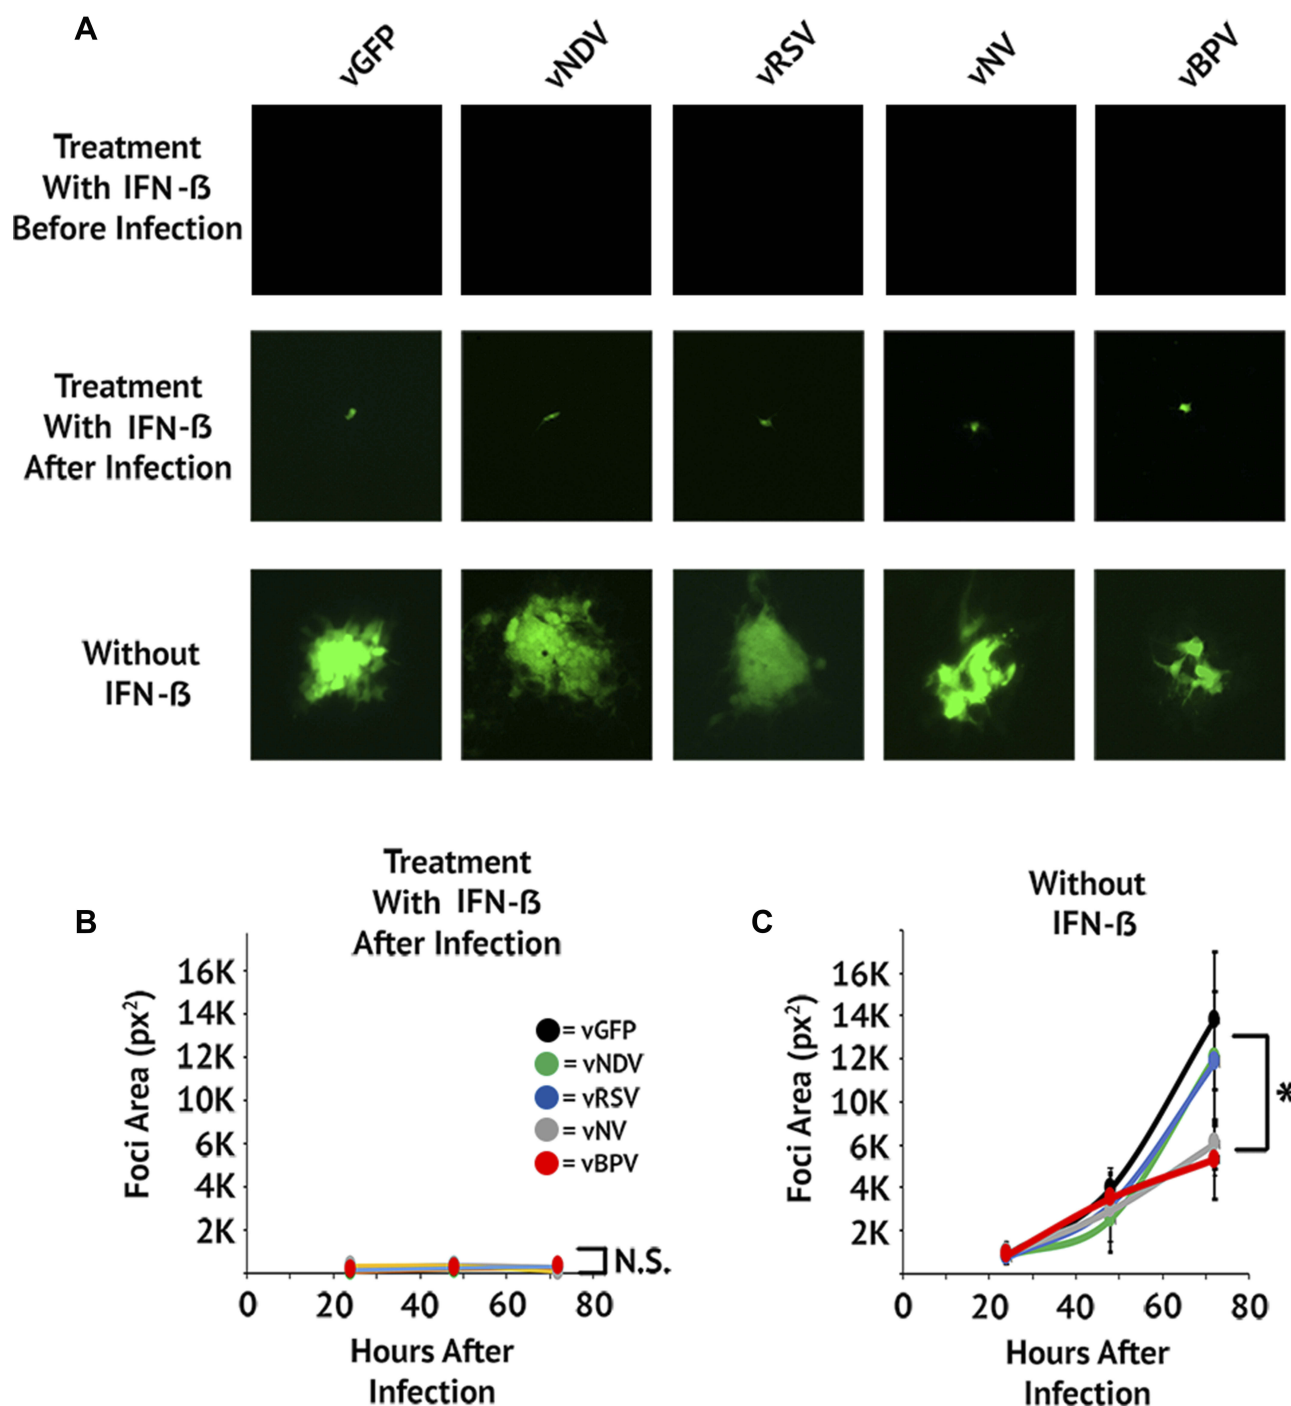 A
vGFP
vNDV
vRSV
vNV
vBPV
Treatment
With IFN-ß
Before Infection
Treatment
With IFN-ß
After Infection
Without
IFN-ß
B
Treatment
With IFN-ß
After Infection
Foci Area (px²)
16K
14K
12K
10K
6K
4K
2K
= vGFP
= vNDV
= vRSV
= vNV
= vBPV
N.S.
0 20 40 60 80
Hours After
Infection
C
Without
IFN-ß
Foci Area (px²)
16K
14K
12K
10K
6K
4K
2K
*
0 20 40 60 80
Hours After
Infection